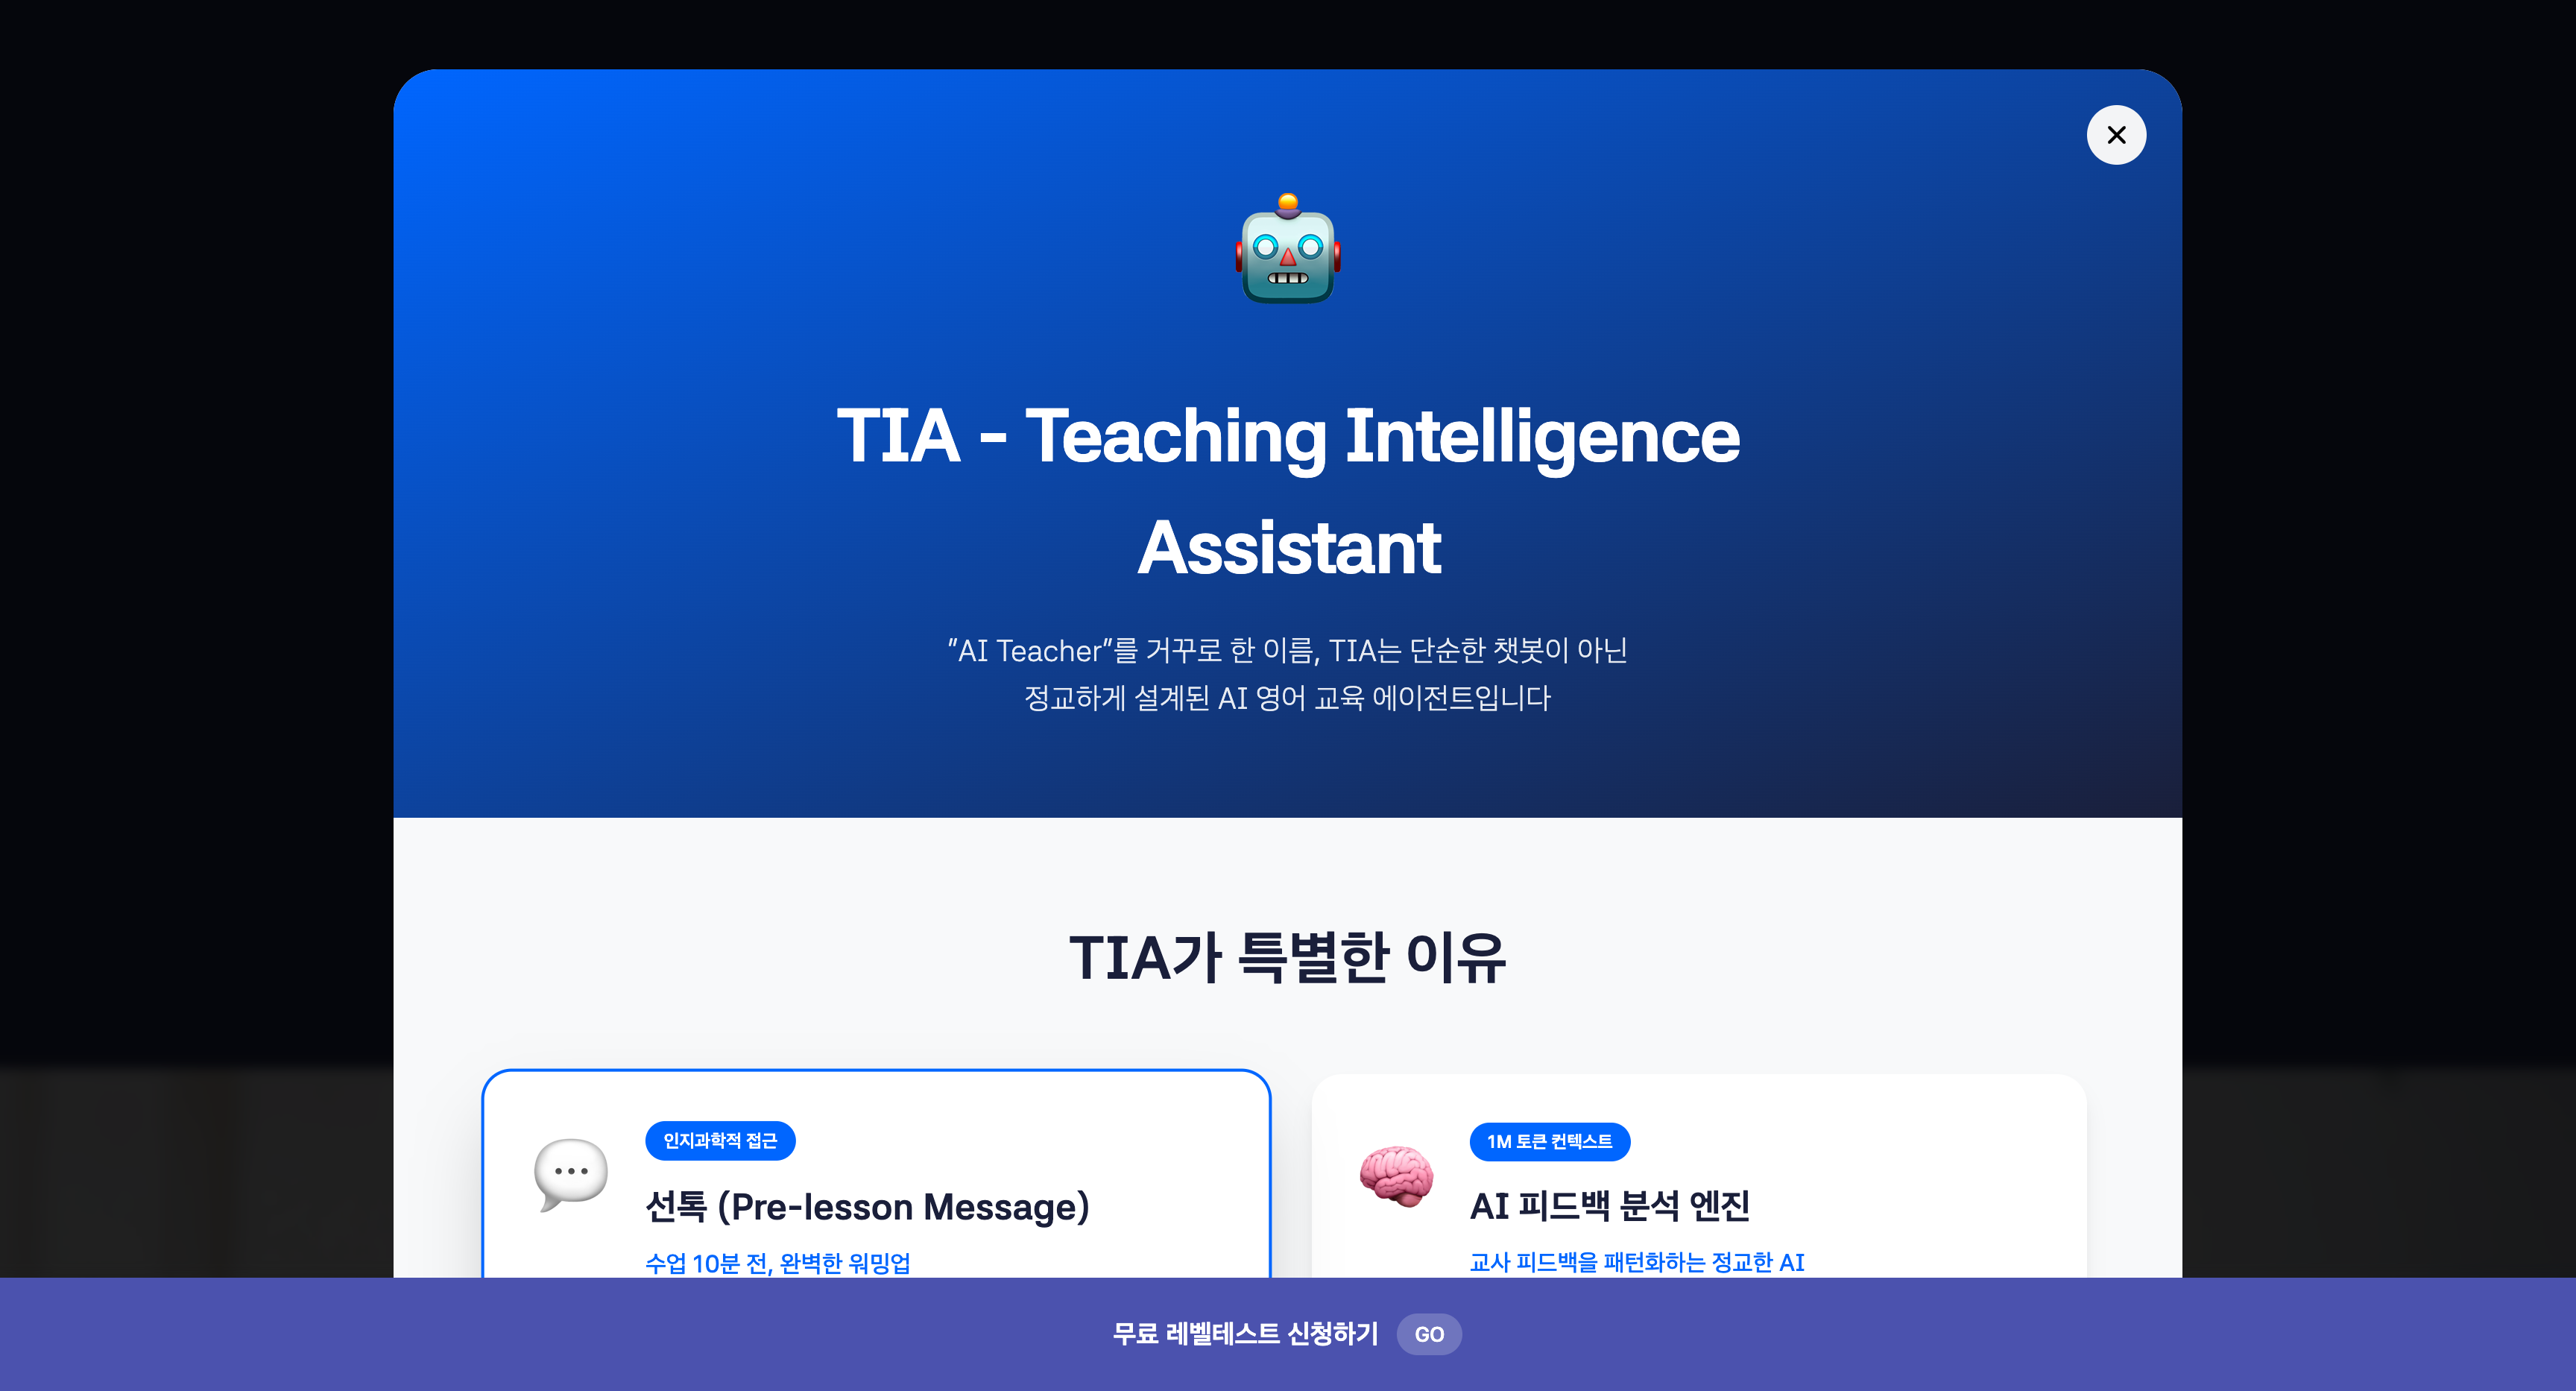 TIA - Teaching Intelligence
Assistant
"AI Teacher"를 거꾸로 한 이름, TIA는 단순한 챗봇이 아닌
정교하게 설계된 AI 영어 교육 에이전트입니다
TIA가 특별한 이유
인지과학적 접근
선톡 (Pre-lesson Message)
수업 10분 전, 완벽한 워밍업
1M 토큰 컨텍스트
AI 피드백 분석 엔진
교사 피드백을 패턴화하는 정교한 AI
무료 레벨테스트 신청하기 GO